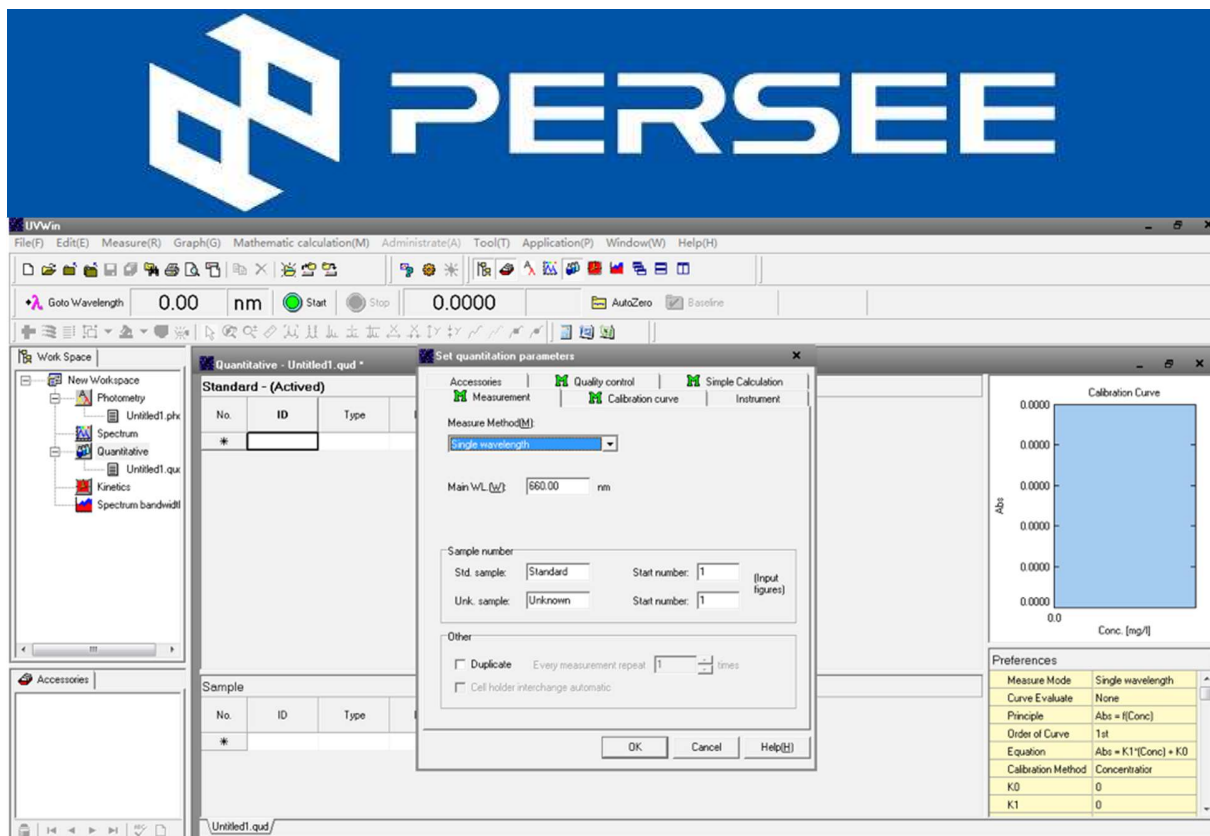 PERSEE
UVWin
File(F) Edit(E) Measure(R) Graph(G) Mathematic calculation(M) Administrate(A) Tool(T) Application(P) Window(W) Help(H)
Goto Wavelength 0.00 nm Start Stop 0.0000 AutoZero Baseline
Work Space
New Workspace
Photometry
Untitled1.pho
Spectrum
Quantitative
Untitled1.qud
Kinetics
Spectrum bandwidt
Accessories
Quantitative - Untitled1.qud *
Standard - (Actived)
No. ID Type
*
Sample
No. ID Type
*
Untitled1.qud
Set quantitation parameters
Accessories Quality control Simple Calculation
Measurement Calibration curve Instrument
Measure Method(M):
Single wavelength
Main WL.(W): 660.00 nm
Sample number
Std. sample: Standard Start number: 1
Unk. sample: Unknown Start number: 1
(Input
figures)
Other
Duplicate Every measurement repeat 1 times
Cell holder interchange automatic
OK Cancel Help(H)
Calibration Curve
0.0000
0.0000
0.0000
0.0000
0.0000
0.0000
Abs
0.0
Conc. [mg/l]
Preferences
Measure Mode Single wavelength
Curve Evaluate None
Principle Abs = f(Conc)
Order of Curve 1st
Equation Abs = K1*(Conc) + K0
Calibration Method Concentration
K0 0
K1 0